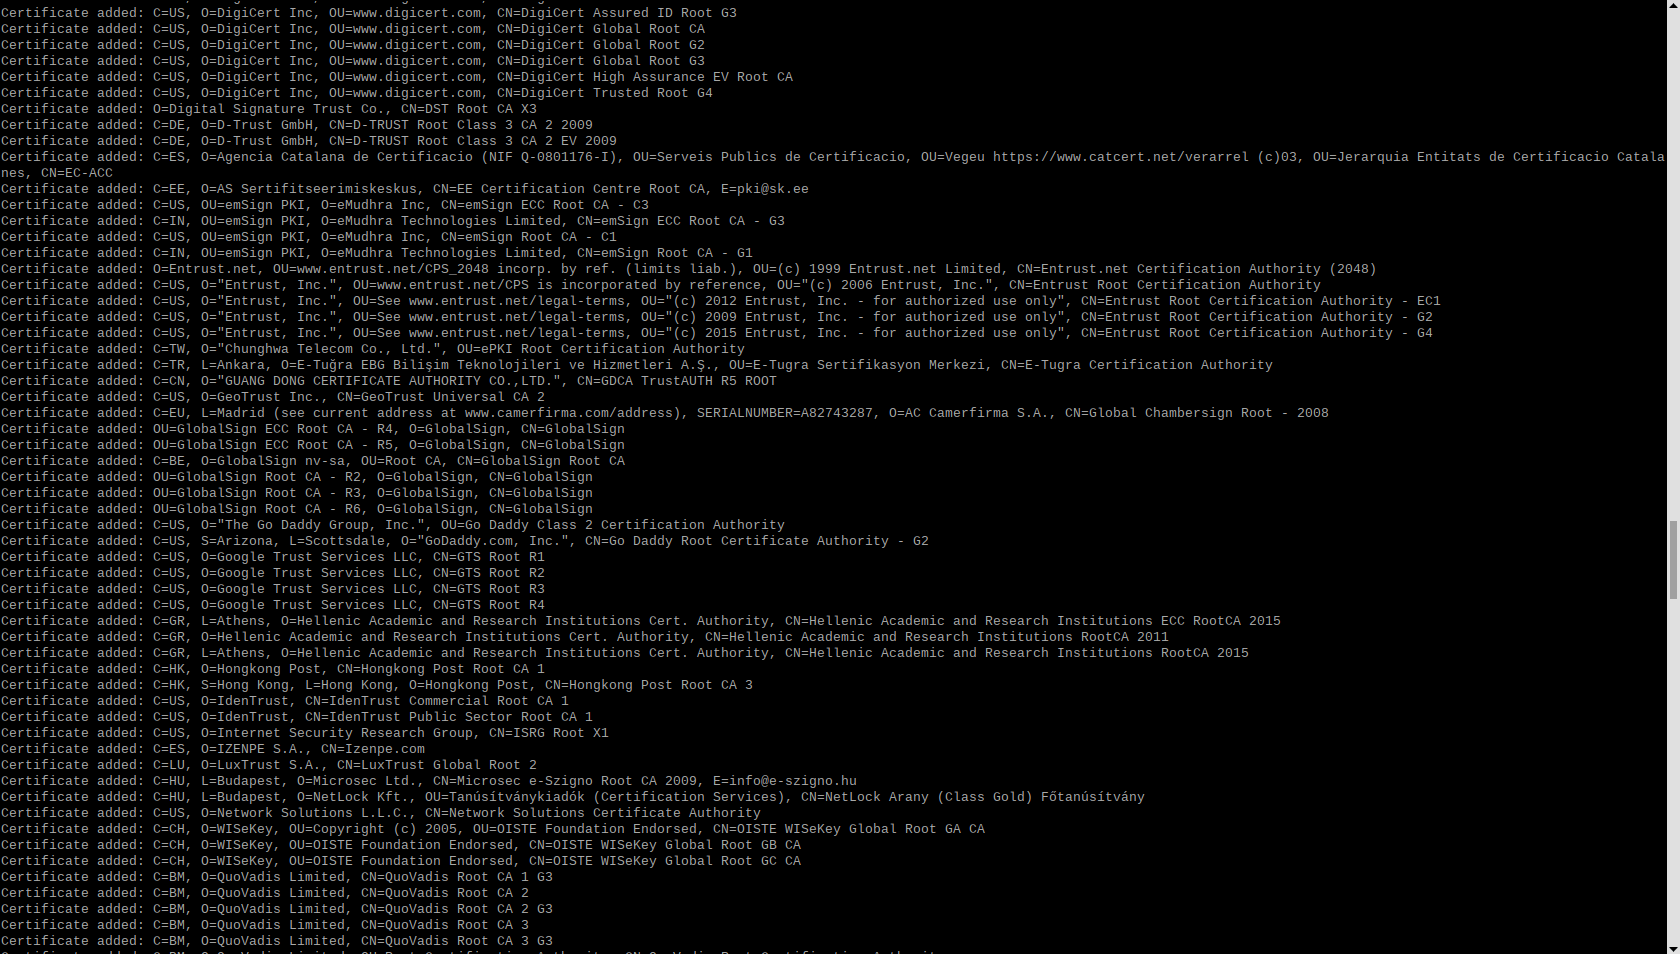 Certificate added: C=US, O=DigiCert Inc, OU=www.digicert.com, CN=DigiCert Assured ID Root G3
Certificate added: C=US, O=DigiCert Inc, OU=www.digicert.com, CN=DigiCert Global Root CA
Certificate added: C=US, O=DigiCert Inc, OU=www.digicert.com, CN=DigiCert Global Root G2
Certificate added: C=US, O=DigiCert Inc, OU=www.digicert.com, CN=DigiCert Global Root G3
Certificate added: C=US, O=DigiCert Inc, OU=www.digicert.com, CN=DigiCert High Assurance EV Root CA
Certificate added: C=US, O=DigiCert Inc, OU=www.digicert.com, CN=DigiCert Trusted Root G4
Certificate added: O=Digital Signature Trust Co., CN=DST Root CA X3
Certificate added: C=DE, O=D-Trust GmbH, CN=D-TRUST Root Class 3 CA 2 2009
Certificate added: C=DE, O=D-Trust GmbH, CN=D-TRUST Root Class 3 CA 2 EV 2009
Certificate added: C=ES, O=Agencia Catalana de Certificacio (NIF Q-0801176-I), OU=Serveis Publics de Certificacio, OU=Vegeu https://www.catcert.net/verarrel (c)03, OU=Jerarquia Entitats de Certificacio Catala
nes, CN=EC-ACC
Certificate added: C=EE, O=AS Sertifitseerimiskeskus, CN=EE Certification Centre Root CA, E=pki@sk.ee
Certificate added: C=US, OU=emSign PKI, O=eMudhra Inc, CN=emSign ECC Root CA - C3
Certificate added: C=IN, OU=emSign PKI, O=eMudhra Technologies Limited, CN=emSign ECC Root CA - G3
Certificate added: C=US, OU=emSign PKI, O=eMudhra Inc, CN=emSign Root CA - C1
Certificate added: C=IN, OU=emSign PKI, O=eMudhra Technologies Limited, CN=emSign Root CA - G1
Certificate added: O=Entrust.net, OU=www.entrust.net/CPS_2048 incorp. by ref. (limits liab.), OU=(c) 1999 Entrust.net Limited, CN=Entrust.net Certification Authority (2048)
Certificate added: C=US, O="Entrust, Inc.", OU=www.entrust.net/CPS is incorporated by reference, OU="(c) 2006 Entrust, Inc.", CN=Entrust Root Certification Authority
Certificate added: C=US, O="Entrust, Inc.", OU=See www.entrust.net/legal-terms, OU="(c) 2012 Entrust, Inc. - for authorized use only", CN=Entrust Root Certification Authority - EC1
Certificate added: C=US, O="Entrust, Inc.", OU=See www.entrust.net/legal-terms, OU="(c) 2009 Entrust, Inc. - for authorized use only", CN=Entrust Root Certification Authority - G2
Certificate added: C=US, O="Entrust, Inc.", OU=See www.entrust.net/legal-terms, OU="(c) 2015 Entrust, Inc. - for authorized use only", CN=Entrust Root Certification Authority - G4
Certificate added: C=TW, O="Chunghwa Telecom Co., Ltd.", OU=ePKI Root Certification Authority
Certificate added: C=TR, L=Ankara, O=E-Tuğra EBG Bilişim Teknolojileri ve Hizmetleri A.Ş., OU=E-Tugra Sertifikasyon Merkezi, CN=E-Tugra Certification Authority
Certificate added: C=CN, O="GUANG DONG CERTIFICATE AUTHORITY CO.,LTD.", CN=GDCA TrustAUTH R5 ROOT
Certificate added: C=US, O=GeoTrust Inc., CN=GeoTrust Universal CA 2
Certificate added: C=EU, L=Madrid (see current address at www.camerfirma.com/address), SERIALNUMBER=A82743287, O=AC Camerfirma S.A., CN=Global Chambersign Root - 2008
Certificate added: OU=GlobalSign ECC Root CA - R4, O=GlobalSign, CN=GlobalSign
Certificate added: OU=GlobalSign ECC Root CA - R5, O=GlobalSign, CN=GlobalSign
Certificate added: C=BE, O=GlobalSign nv-sa, OU=Root CA, CN=GlobalSign Root CA
Certificate added: OU=GlobalSign Root CA - R2, O=GlobalSign, CN=GlobalSign
Certificate added: OU=GlobalSign Root CA - R3, O=GlobalSign, CN=GlobalSign
Certificate added: OU=GlobalSign Root CA - R6, O=GlobalSign, CN=GlobalSign
Certificate added: C=US, O="The Go Daddy Group, Inc.", OU=Go Daddy Class 2 Certification Authority
Certificate added: C=US, S=Arizona, L=Scottsdale, O="GoDaddy.com, Inc.", CN=Go Daddy Root Certificate Authority - G2
Certificate added: C=US, O=Google Trust Services LLC, CN=GTS Root R1
Certificate added: C=US, O=Google Trust Services LLC, CN=GTS Root R2
Certificate added: C=US, O=Google Trust Services LLC, CN=GTS Root R3
Certificate added: C=US, O=Google Trust Services LLC, CN=GTS Root R4
Certificate added: C=GR, L=Athens, O=Hellenic Academic and Research Institutions Cert. Authority, CN=Hellenic Academic and Research Institutions ECC RootCA 2015
Certificate added: C=GR, O=Hellenic Academic and Research Institutions Cert. Authority, CN=Hellenic Academic and Research Institutions RootCA 2011
Certificate added: C=GR, L=Athens, O=Hellenic Academic and Research Institutions Cert. Authority, CN=Hellenic Academic and Research Institutions RootCA 2015
Certificate added: C=HK, O=Hongkong Post, CN=Hongkong Post Root CA 1
Certificate added: C=HK, S=Hong Kong, L=Hong Kong, O=Hongkong Post, CN=Hongkong Post Root CA 3
Certificate added: C=US, O=IdenTrust, CN=IdenTrust Commercial Root CA 1
Certificate added: C=US, O=IdenTrust, CN=IdenTrust Public Sector Root CA 1
Certificate added: C=US, O=Internet Security Research Group, CN=ISRG Root X1
Certificate added: C=ES, O=IZENPE S.A., CN=Izenpe.com
Certificate added: C=LU, O=LuxTrust S.A., CN=LuxTrust Global Root 2
Certificate added: C=HU, L=Budapest, O=Microsec Ltd., CN=Microsec e-Szigno Root CA 2009, E=info@e-szigno.hu
Certificate added: C=HU, L=Budapest, O=NetLock Kft., OU=Tanúsítványkiadók (Certification Services), CN=NetLock Arany (Class Gold) Főtanúsítvány
Certificate added: C=US, O=Network Solutions L.L.C., CN=Network Solutions Certificate Authority
Certificate added: C=CH, O=WISeKey, OU=Copyright (c) 2005, OU=OISTE Foundation Endorsed, CN=OISTE WISeKey Global Root GA CA
Certificate added: C=CH, O=WISeKey, OU=OISTE Foundation Endorsed, CN=OISTE WISeKey Global Root GB CA
Certificate added: C=CH, O=WISeKey, OU=OISTE Foundation Endorsed, CN=OISTE WISeKey Global Root GC CA
Certificate added: C=BM, O=QuoVadis Limited, CN=QuoVadis Root CA 1 G3
Certificate added: C=BM, O=QuoVadis Limited, CN=QuoVadis Root CA 2
Certificate added: C=BM, O=QuoVadis Limited, CN=QuoVadis Root CA 2 G3
Certificate added: C=BM, O=QuoVadis Limited, CN=QuoVadis Root CA 3
Certificate added: C=BM, O=QuoVadis Limited, CN=QuoVadis Root CA 3 G3